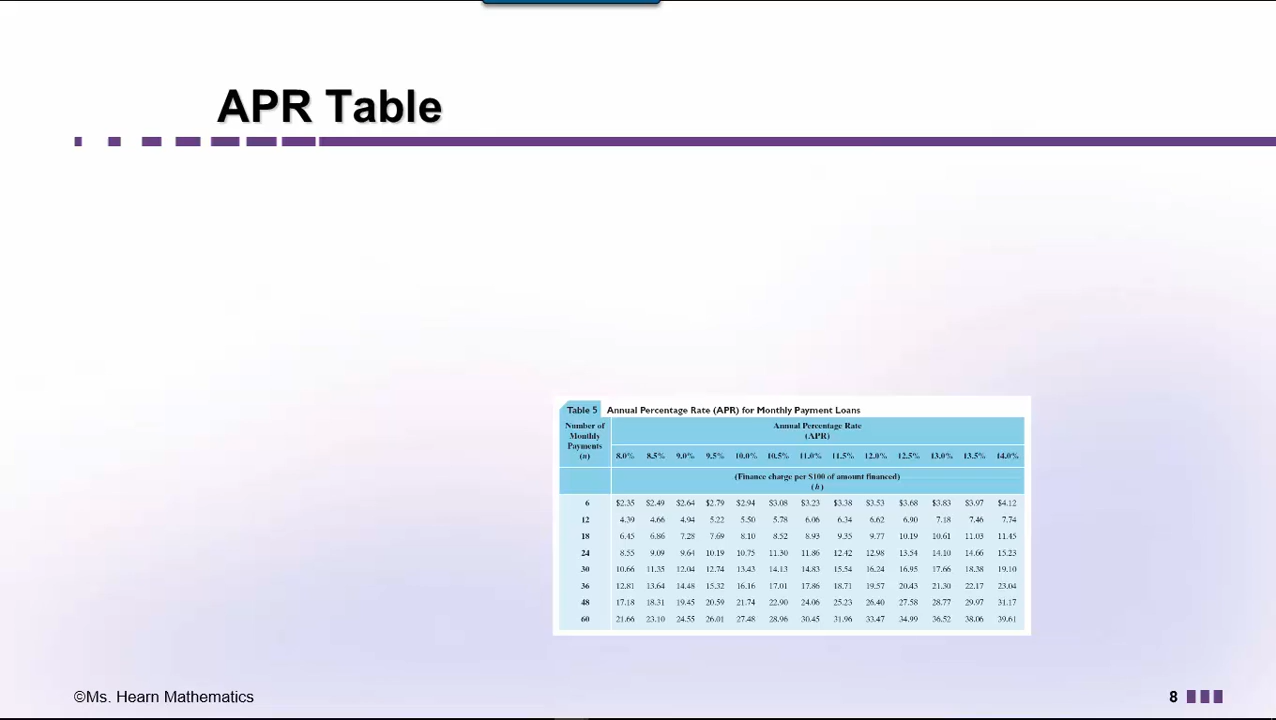 APR Table
Table 5 Annual Percentage Rate (APR) for Monthly Payment Loans
Number of Monthly Payments (n)
Annual Percentage Rate
(APR)
8.0% 8.5% 9.0% 9.5% 10.0% 10.5% 11.0% 11.5% 12.0% 12.5% 13.0% 13.5% 14.0%
(Finance charge per $100 of amount financed)
(h)
6 $2.35 $2.49 $2.64 $2.79 $2.94 $3.08 $3.23 $3.38 $3.53 $3.68 $3.83 $3.97 $4.12
12 4.39 4.66 4.94 5.22 5.50 5.78 6.06 6.34 6.62 6.90 7.18 7.46 7.74
18 6.45 6.86 7.28 7.69 8.10 8.52 8.93 9.35 9.77 10.19 10.61 11.03 11.45
24 8.55 9.09 9.64 10.19 10.75 11.30 11.86 12.42 12.98 13.54 14.10 14.66 15.23
30 10.66 11.35 12.04 12.74 13.43 14.13 14.83 15.54 16.24 16.95 17.66 18.38 19.10
36 12.81 13.64 14.48 15.32 16.16 17.01 17.86 18.71 19.57 20.43 21.30 22.17 23.04
48 17.18 18.31 19.45 20.59 21.74 22.90 24.06 25.23 26.40 27.58 28.77 29.97 31.17
60 21.66 23.10 24.55 26.01 27.48 28.96 30.45 31.96 33.47 34.99 36.52 38.06 39.61
©Ms. Hearn Mathematics
8